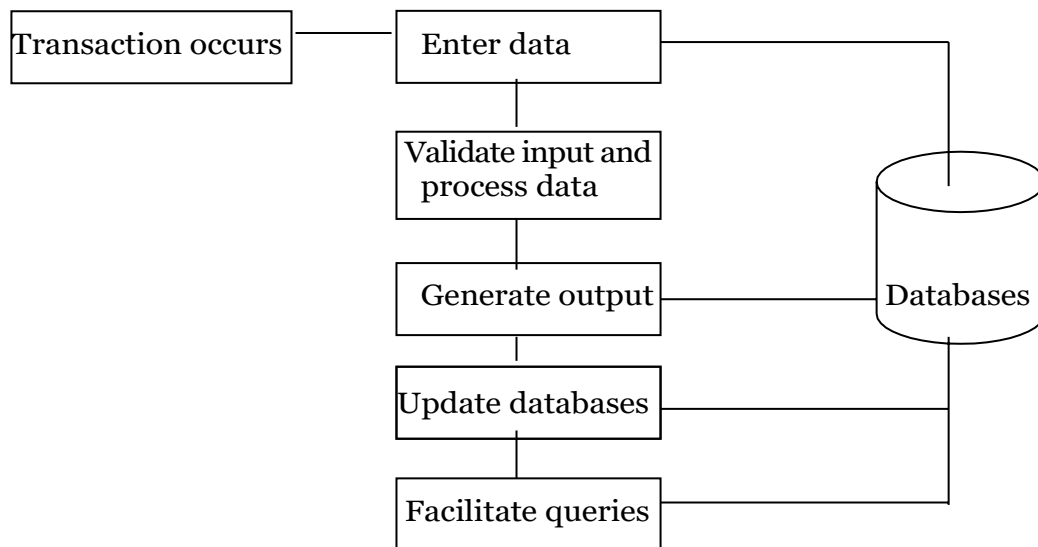 Transaction occurs
Enter data
Validate input and
process data
Generate output
Databases
Update databases
Facilitate queries